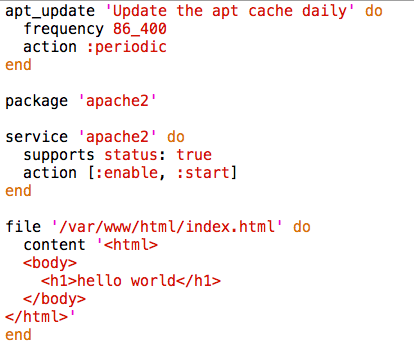 apt_update 'Update the apt cache daily' do
  frequency 86_400
  action :periodic
end

package 'apache2'

service 'apache2' do
  supports status: true
  action [:enable, :start]
end

file '/var/www/html/index.html' do
  content '<html>
  <body>
    <h1>hello world</h1>
  </body>
</html>'
end